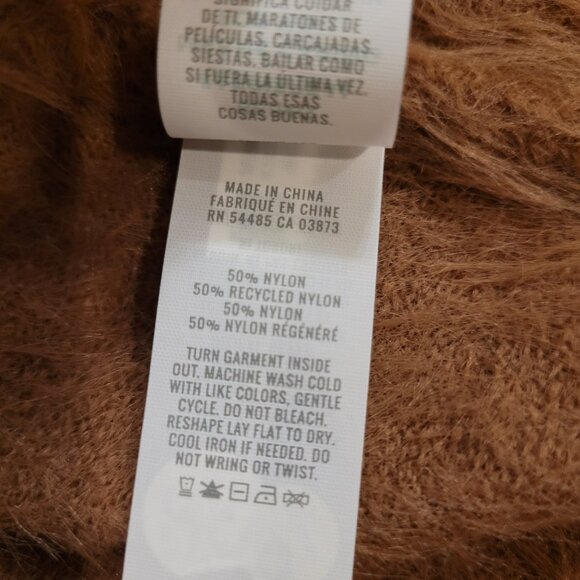 SIGNIFICA CUIDAR
DE TI, MARATONES DE
PELÍCULAS, CARCAJADAS,
SIESTAS, BAILAR COMO
SI FUERA LA ÚLTIMA VEZ.
TODAS ESAS
COSAS BUENAS.
MADE IN CHINA
FABRIQUÉ EN CHINE
RN 54485 CA 03873
50% NYLON
50% RECYCLED NYLON
50% NYLON
50% NYLON RÉGÉNÉRÉ
TURN GARMENT INSIDE
OUT. MACHINE WASH COLD
WITH LIKE COLORS, GENTLE
CYCLE. DO NOT BLEACH.
RESHAPE LAY FLAT TO DRY.
COOL IRON IF NEEDED. DO
NOT WRING OR TWIST.